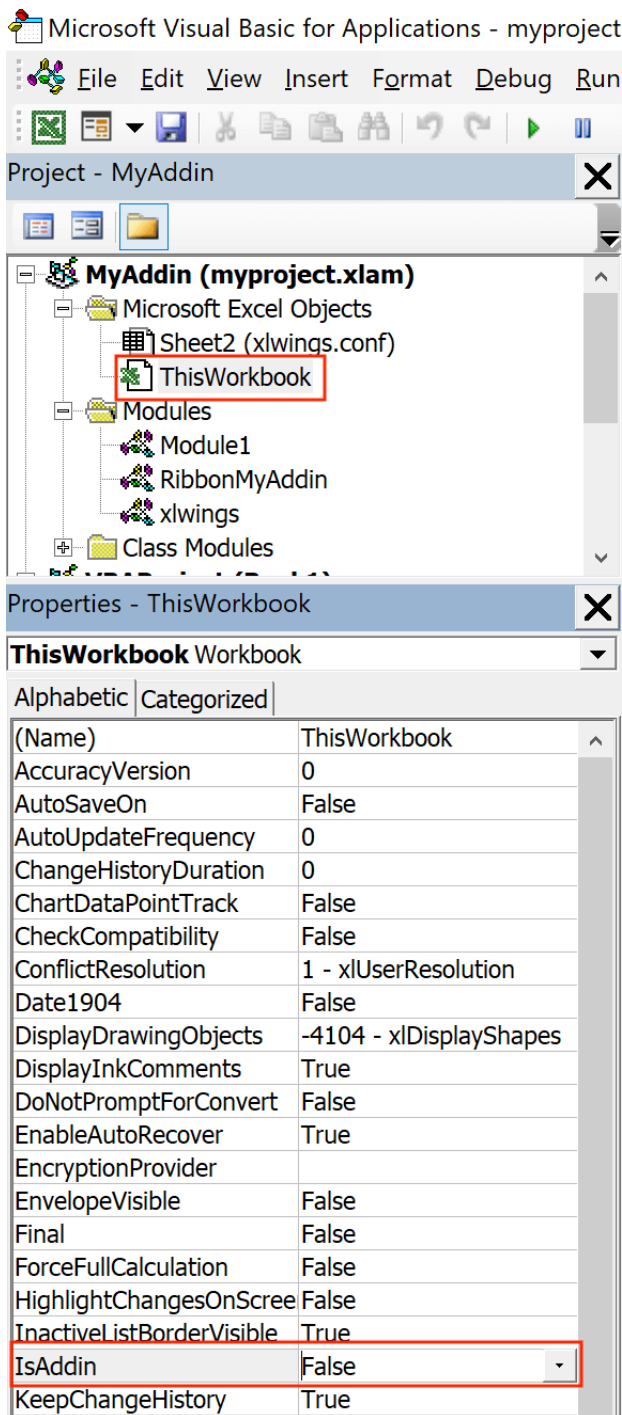 Microsoft Visual Basic for Applications - myproject
File Edit View Insert Format Debug Run
Project - MyAddin
MyAddin (myproject.xlam)
Microsoft Excel Objects
Sheet2 (xlwings.conf)
ThisWorkbook
Modules
Module1
RibbonMyAddin
xlwings
Class Modules
Properties - ThisWorkbook
ThisWorkbook Workbook
Alphabetic Categorized
(Name) ThisWorkbook
AccuracyVersion 0
AutoSaveOn False
AutoUpdateFrequency 0
ChangeHistoryDuration 0
ChartDataPointTrack False
CheckCompatibility False
ConflictResolution 1 - xlUserResolution
Date1904 False
DisplayDrawingObjects -4104 - xlDisplayShapes
DisplayInkComments True
DoNotPromptForConvert False
EnableAutoRecover True
EncryptionProvider
EnvelopeVisible False
Final False
ForceFullCalculation False
HighlightChangesOnScree False
InactiveListBorderVisible True
IsAddin False
KeepChangeHistory True